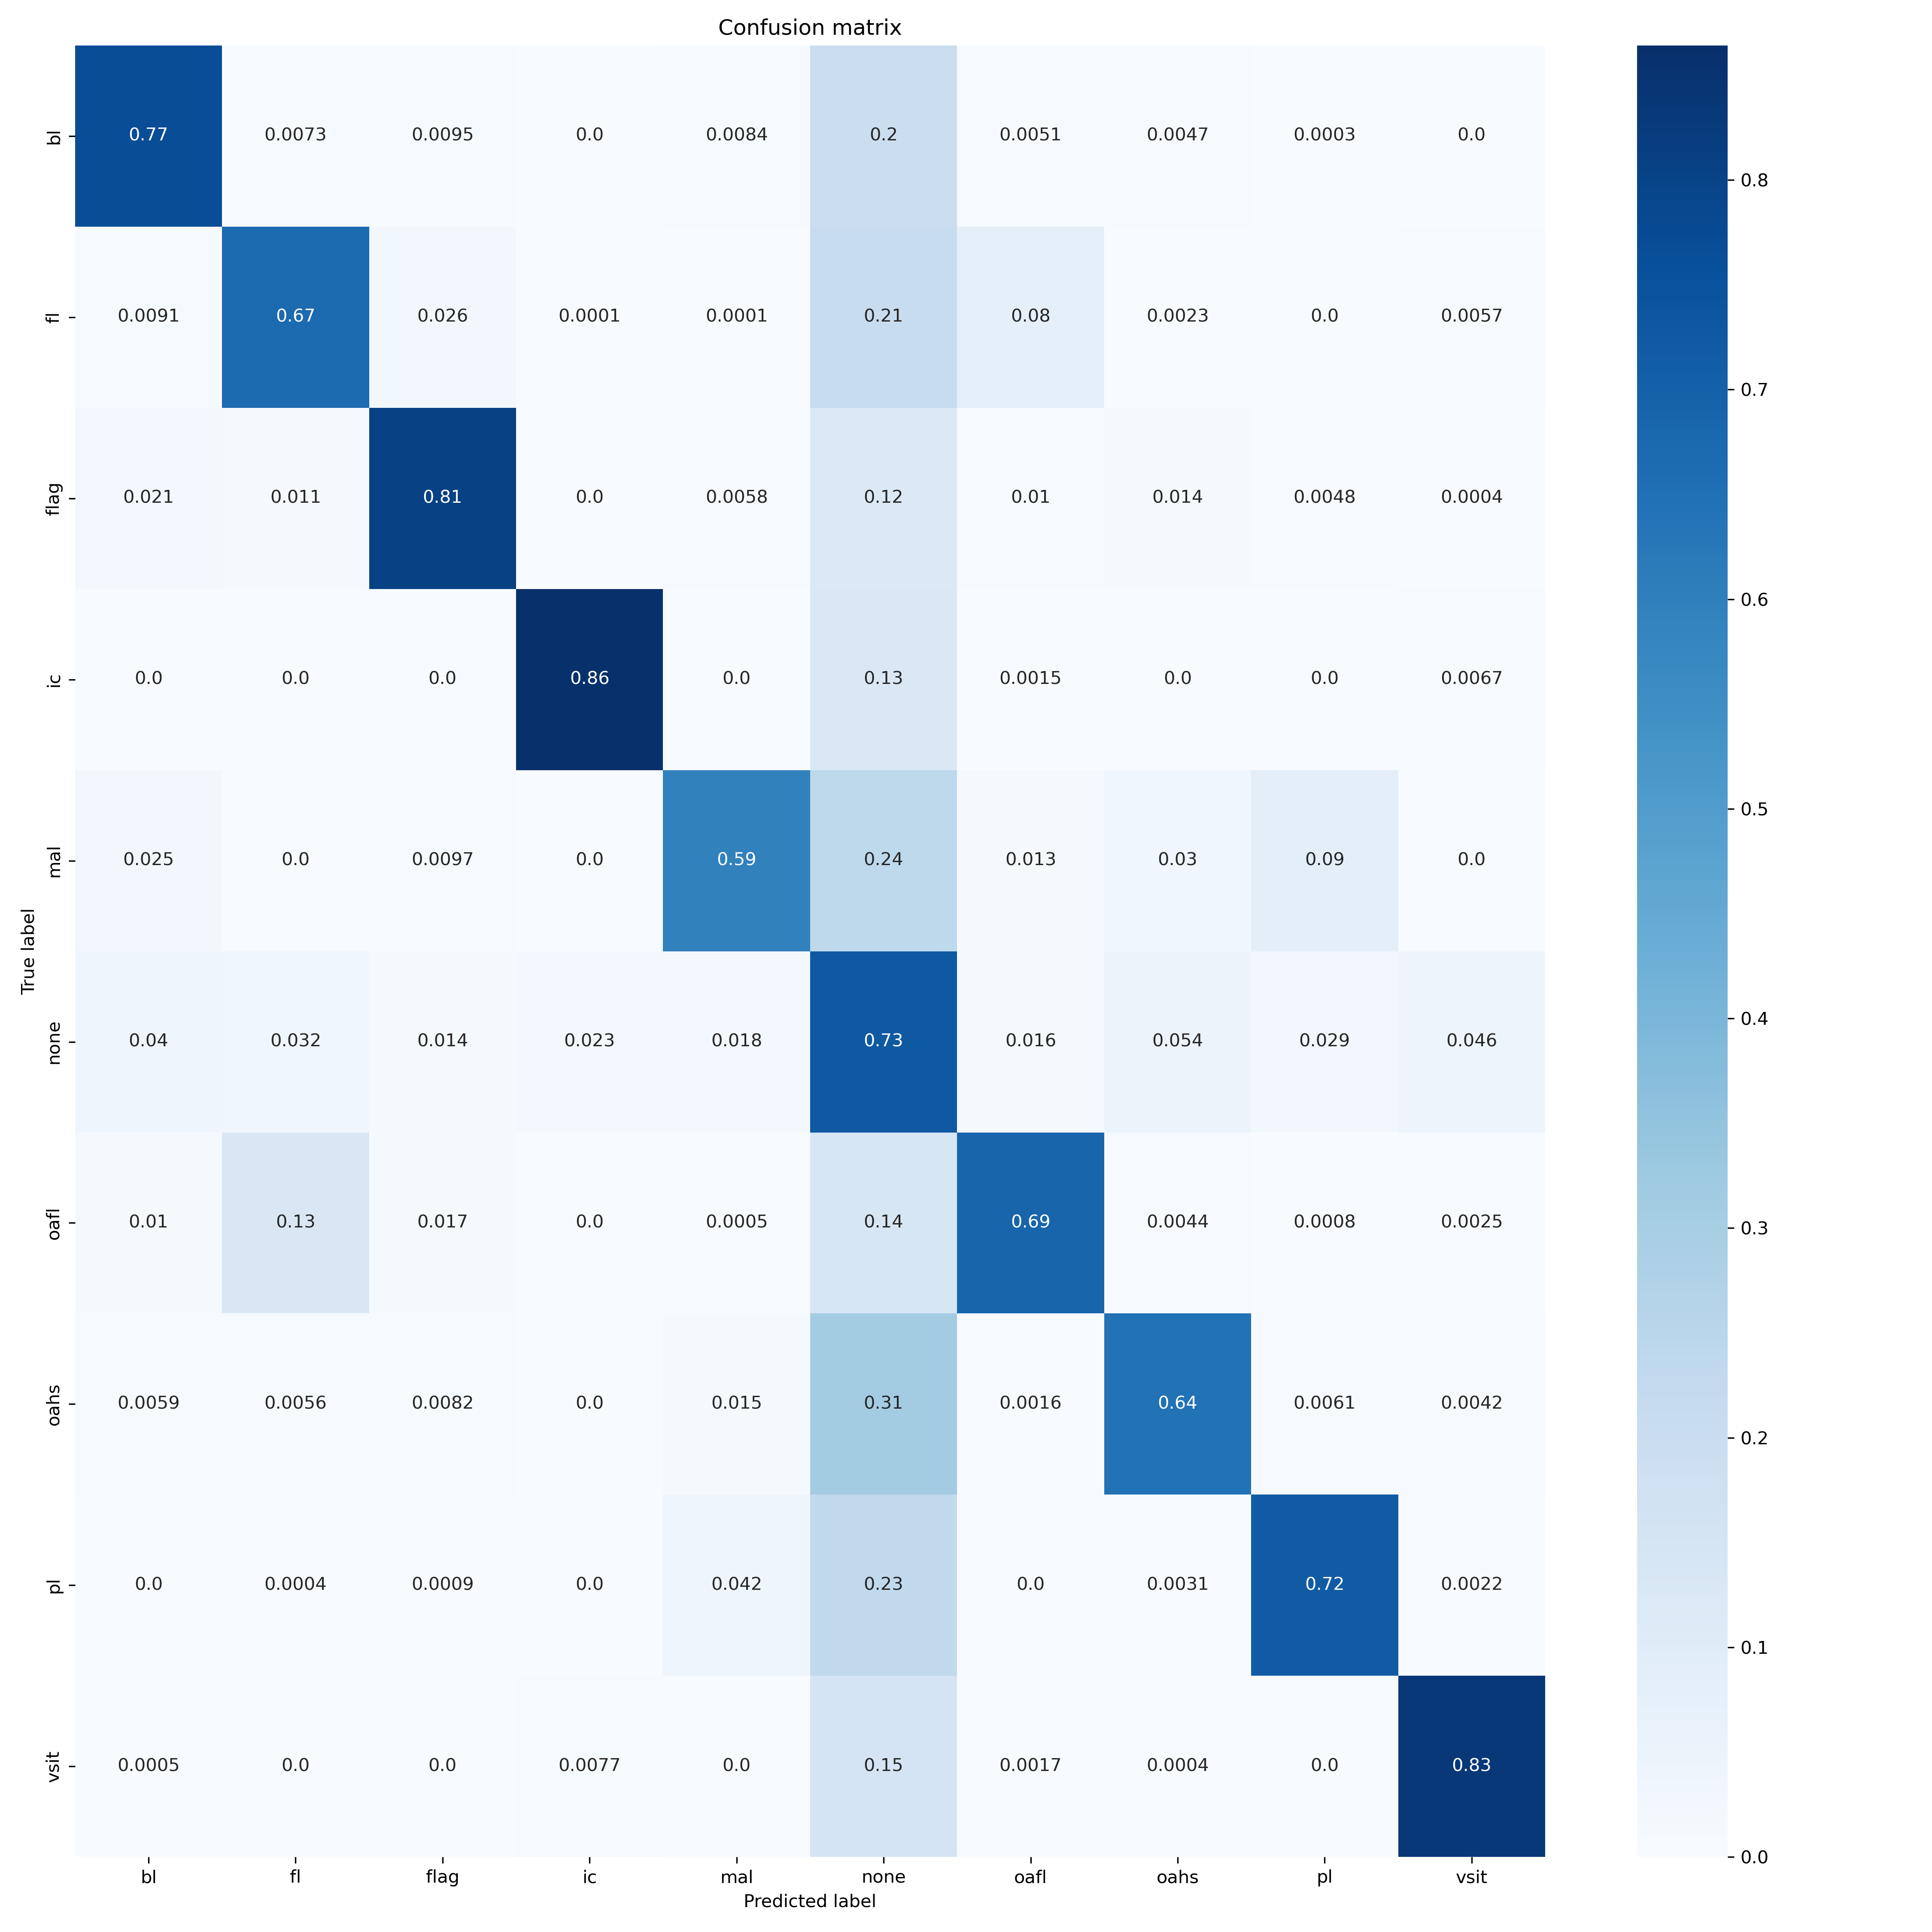 Confusion matrix
bl 0.77 0.0073 0.0095 0.0 0.0084 0.2 0.0051 0.0047 0.0003 0.0
fl 0.0091 0.67 0.026 0.0001 0.0001 0.21 0.08 0.0023 0.0 0.0057
flag 0.021 0.011 0.81 0.0 0.0058 0.12 0.01 0.014 0.0048 0.0004
ic 0.0 0.0 0.0 0.86 0.0 0.13 0.0015 0.0 0.0 0.0067
mal 0.025 0.0 0.0097 0.0 0.59 0.24 0.013 0.03 0.09 0.0
True label
none 0.04 0.032 0.014 0.023 0.018 0.73 0.016 0.054 0.029 0.046
oafl 0.01 0.13 0.017 0.0 0.0005 0.14 0.69 0.0044 0.0008 0.0025
oahs 0.0059 0.0056 0.0082 0.0 0.015 0.31 0.0016 0.64 0.0061 0.0042
pl 0.0 0.0004 0.0009 0.0 0.042 0.23 0.0 0.0031 0.72 0.0022
vsit 0.0005 0.0 0.0 0.0077 0.0 0.15 0.0017 0.0004 0.0 0.83
bl fl flag ic mal none oafl oahs pl vsit
Predicted label
0.8
0.7
0.6
0.5
0.4
0.3
0.2
0.1
0.0